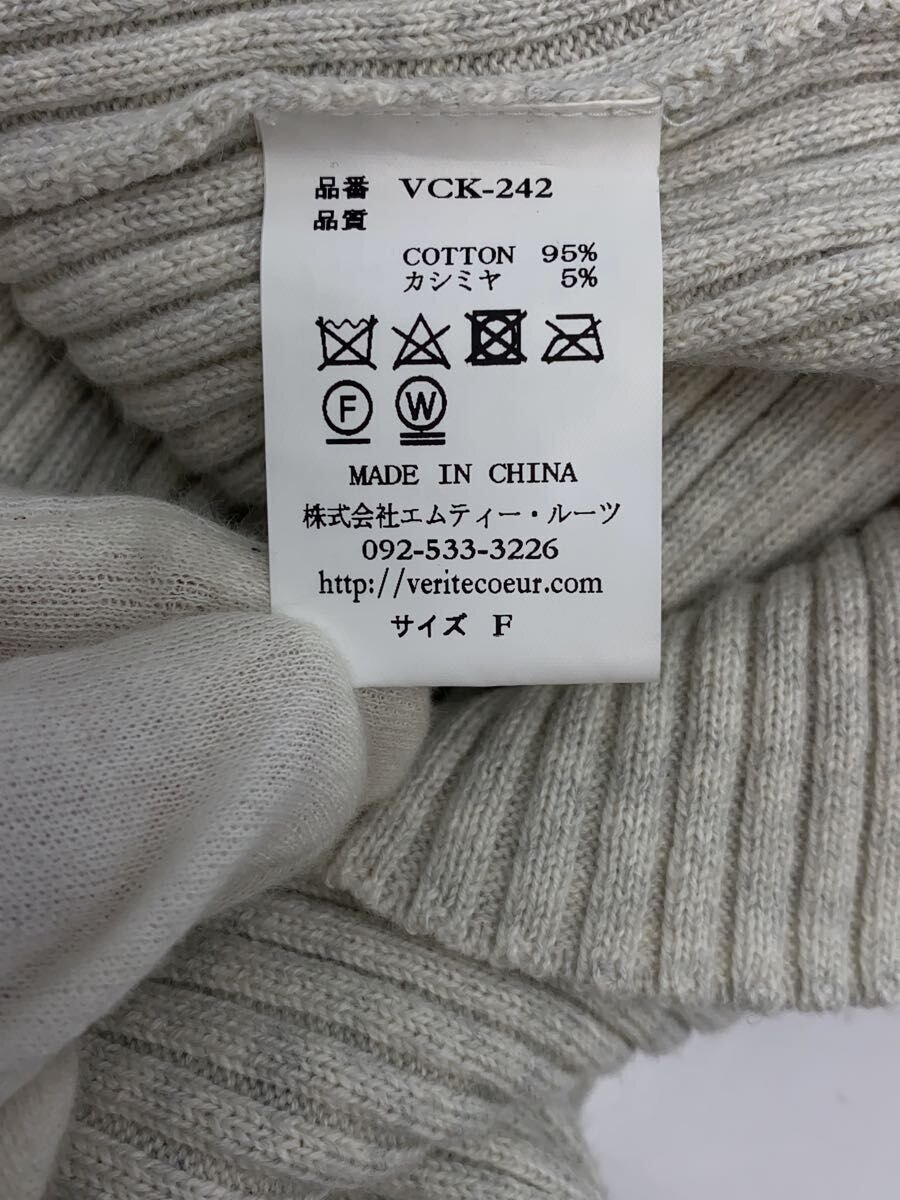 品番 VCK-242
品質
COTTON 95%
カシミヤ 5%
F W
MADE IN CHINA
株式会社エムティー・ルーツ
092-533-3226
http://veritecoeur.com
サイズ F